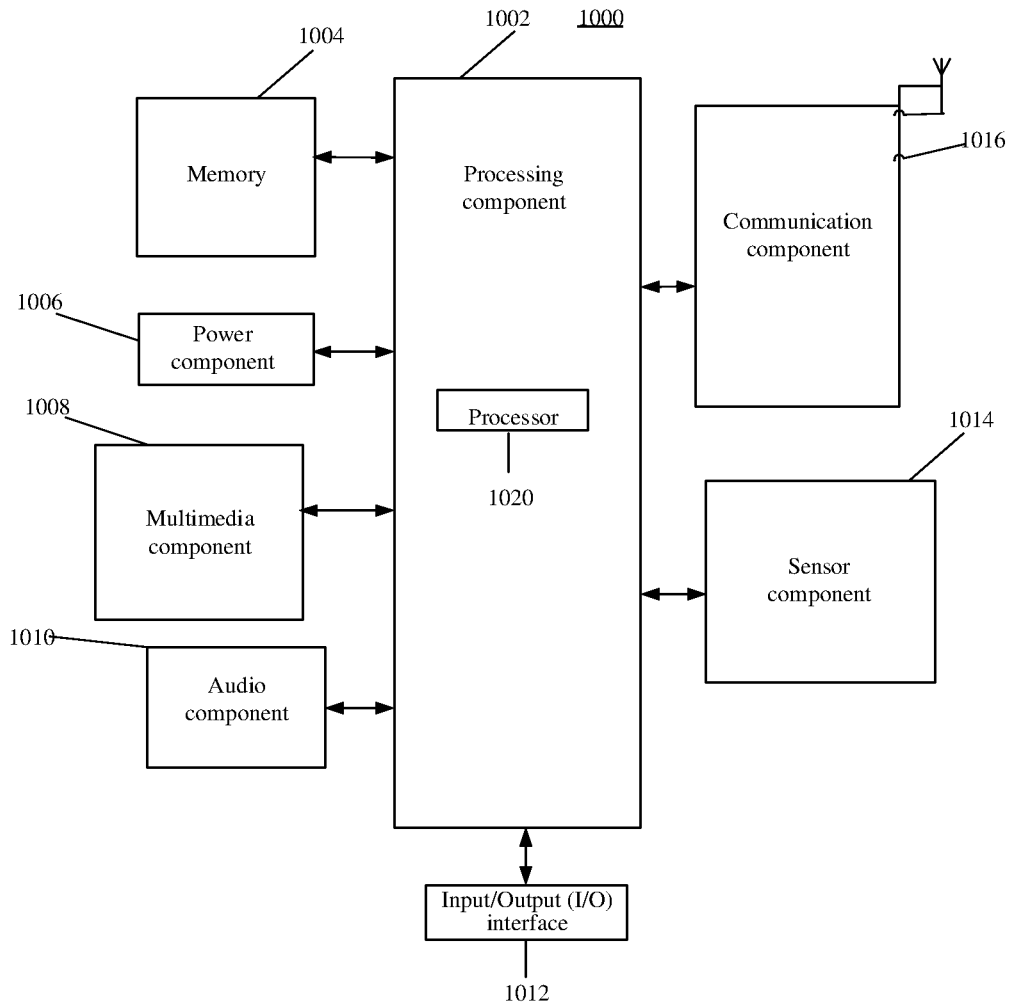 1002
1000
1004
1016
Memory
Processing
component
Communication
component
1006
Power
component
1008
Processor
1014
1020
Multimedia
component
Sensor
component
1010
Audio
component
Input/Output (I/O)
interface
1012